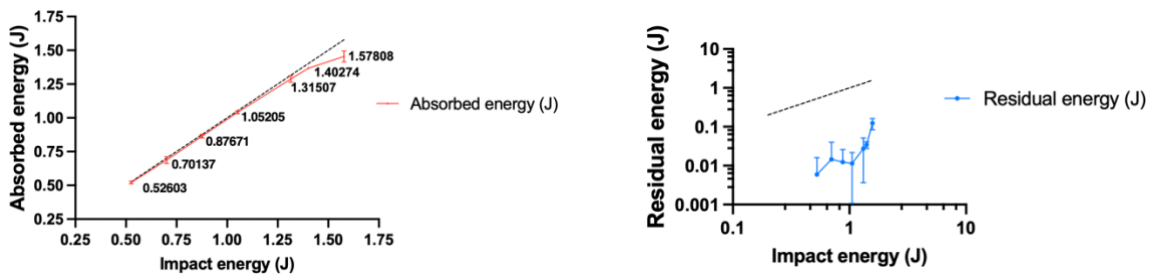 1.75
1.50
1.25
1.00
0.75
0.50
0.25
Absorbed energy (J)
1.57808
1.40274
1.31507
1.05205
0.87671
0.70137
0.52603
0.25 0.50 0.75 1.00 1.25 1.50 1.75
Impact energy (J)
Absorbed energy (J)
10
1
0.1
0.01
0.001
Residual energy (J)
0.1 1 10
Impact energy (J)
Residual energy (J)